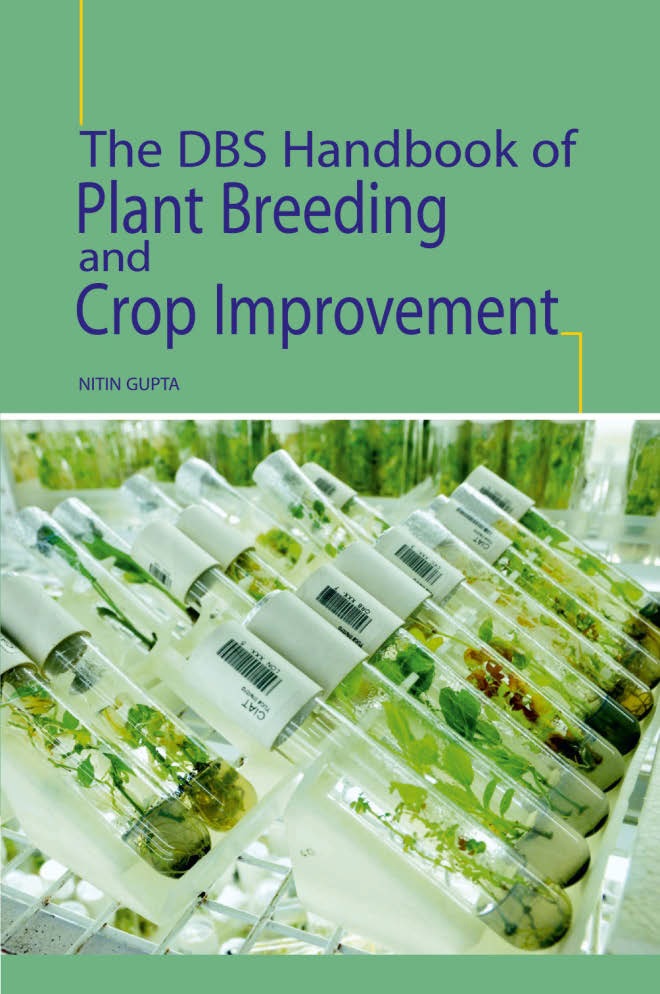 The DBS Handbook of
Plant Breeding
and
Crop Improvement
NITIN GUPTA
CIAT
CIAT